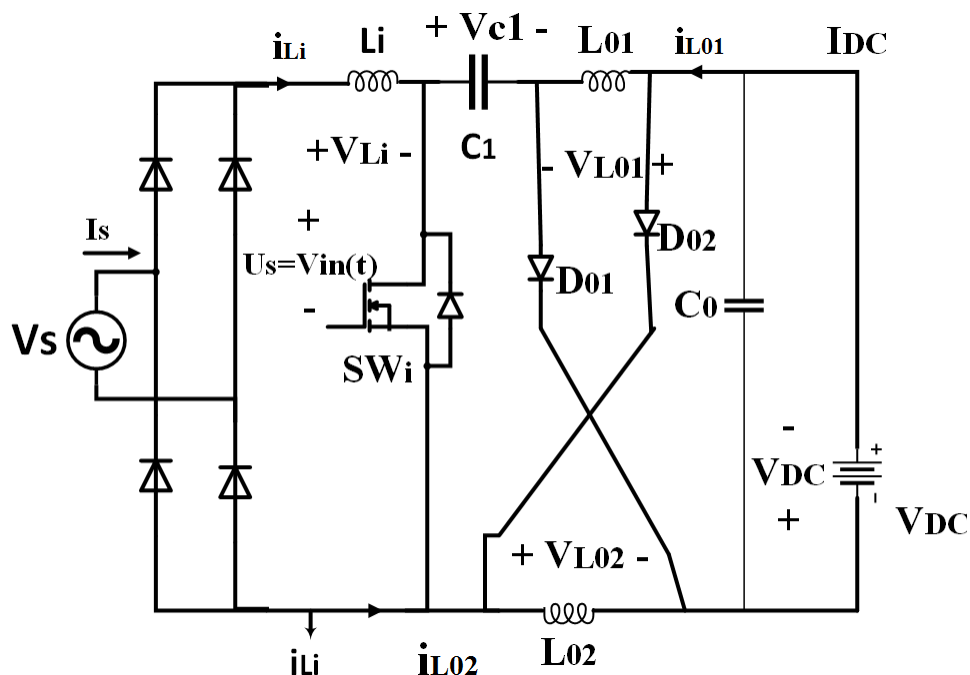 + Vc1 -
iLi
Li
L01
iL01
IDC
C1
+VLi -
- VL01 +
+
Us=Vin(t)
-
Is
Vs
SWi
D01
D02
C0
-
VDC
+
+
-
VDC
+ VL02 -
L02
iLi
iL02